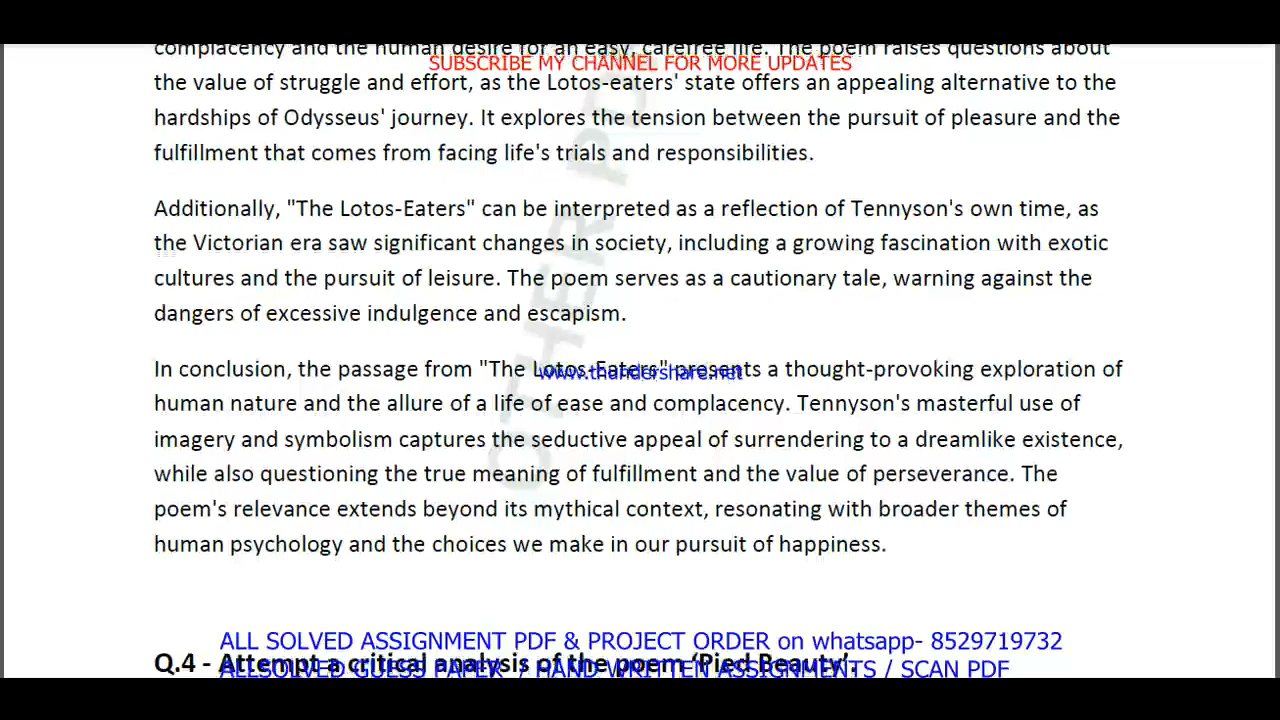 complacency and the human desire for an easy, carefree life. The poem raises questions about
SUBSCRIBE MY CHANNEL FOR MORE UPDATES
the value of struggle and effort, as the Lotos-eaters' state offers an appealing alternative to the
hardships of Odysseus' journey. It explores the tension between the pursuit of pleasure and the
fulfillment that comes from facing life's trials and responsibilities.
Additionally, "The Lotos-Eaters" can be interpreted as a reflection of Tennyson's own time, as
the Victorian era saw significant changes in society, including a growing fascination with exotic
cultures and the pursuit of leisure. The poem serves as a cautionary tale, warning against the
dangers of excessive indulgence and escapism.
In conclusion, the passage from "The Lotos-Eaters" presents a thought-provoking exploration of
www.thundershare.net
human nature and the allure of a life of ease and complacency. Tennyson's masterful use of
imagery and symbolism captures the seductive appeal of surrendering to a dreamlike existence,
while also questioning the true meaning of fulfillment and the value of perseverance. The
poem's relevance extends beyond its mythical context, resonating with broader themes of
human psychology and the choices we make in our pursuit of happiness.
ALL SOLVED ASSIGNMENT PDF & PROJECT ORDER on whatsapp- 8529719732
Q.4 - Attempt a critical analysis of the poem ‘Pied Beauty’.
ALLSOLVED GUESS PAPER / HAND WRITTEN ASSIGNMENTS / SCAN PDF
OTHER PD